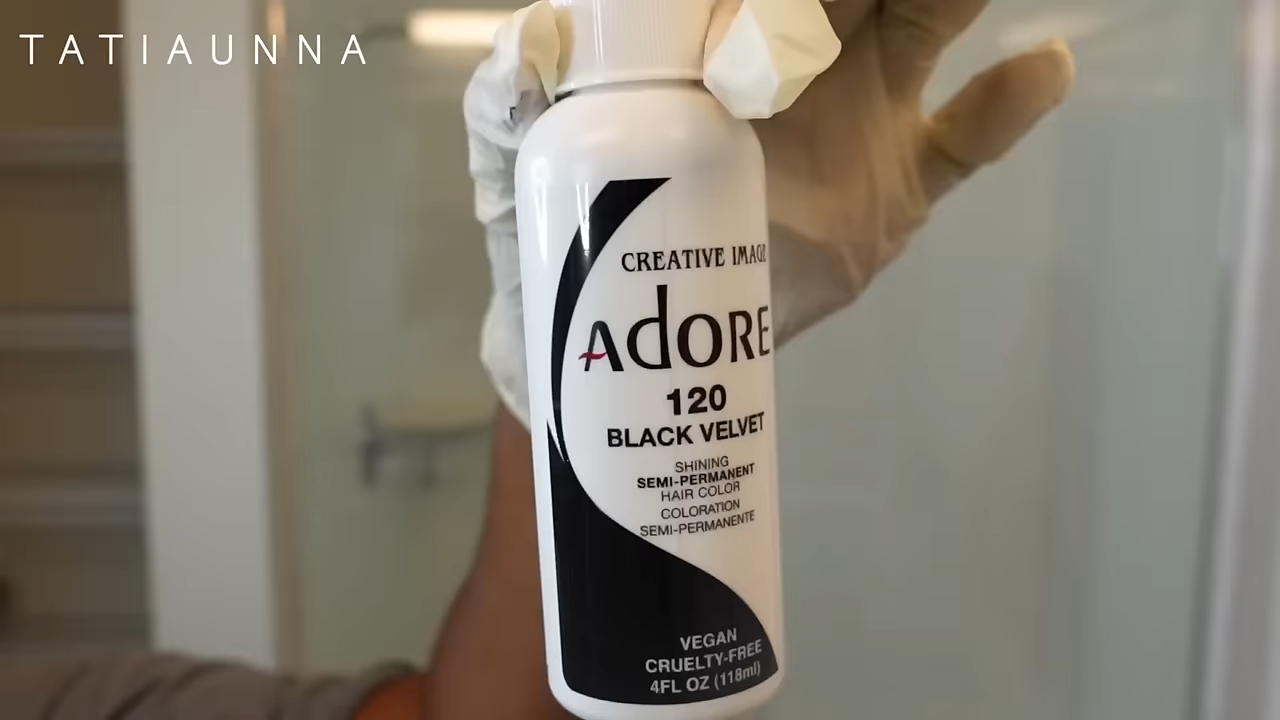 TATIAUNNA
CREATIVE IMAGE
ADORE
120
BLACK VELVET
SHINING
SEMI-PERMANENT
HAIR COLOR
COLORATION
SEMI-PERMANENTE
VEGAN
CRUELTY-FREE
4FL OZ (118ml)